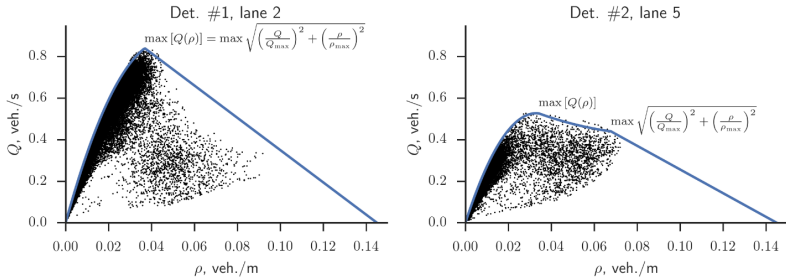 Det. #1, lane 2
max [Q(ρ)] = max √((Q/Q_max)² + (ρ/ρ_max)²)
Q, veh./s
0.8
0.6
0.4
0.2
0.0
0.00 0.02 0.04 0.06 0.08 0.10 0.12 0.14
ρ, veh./m
Det. #2, lane 5
max [Q(ρ)]
max √((Q/Q_max)² + (ρ/ρ_max)²)
Q, veh./s
0.8
0.6
0.4
0.2
0.0
0.00 0.02 0.04 0.06 0.08 0.10 0.12 0.14
ρ, veh./m